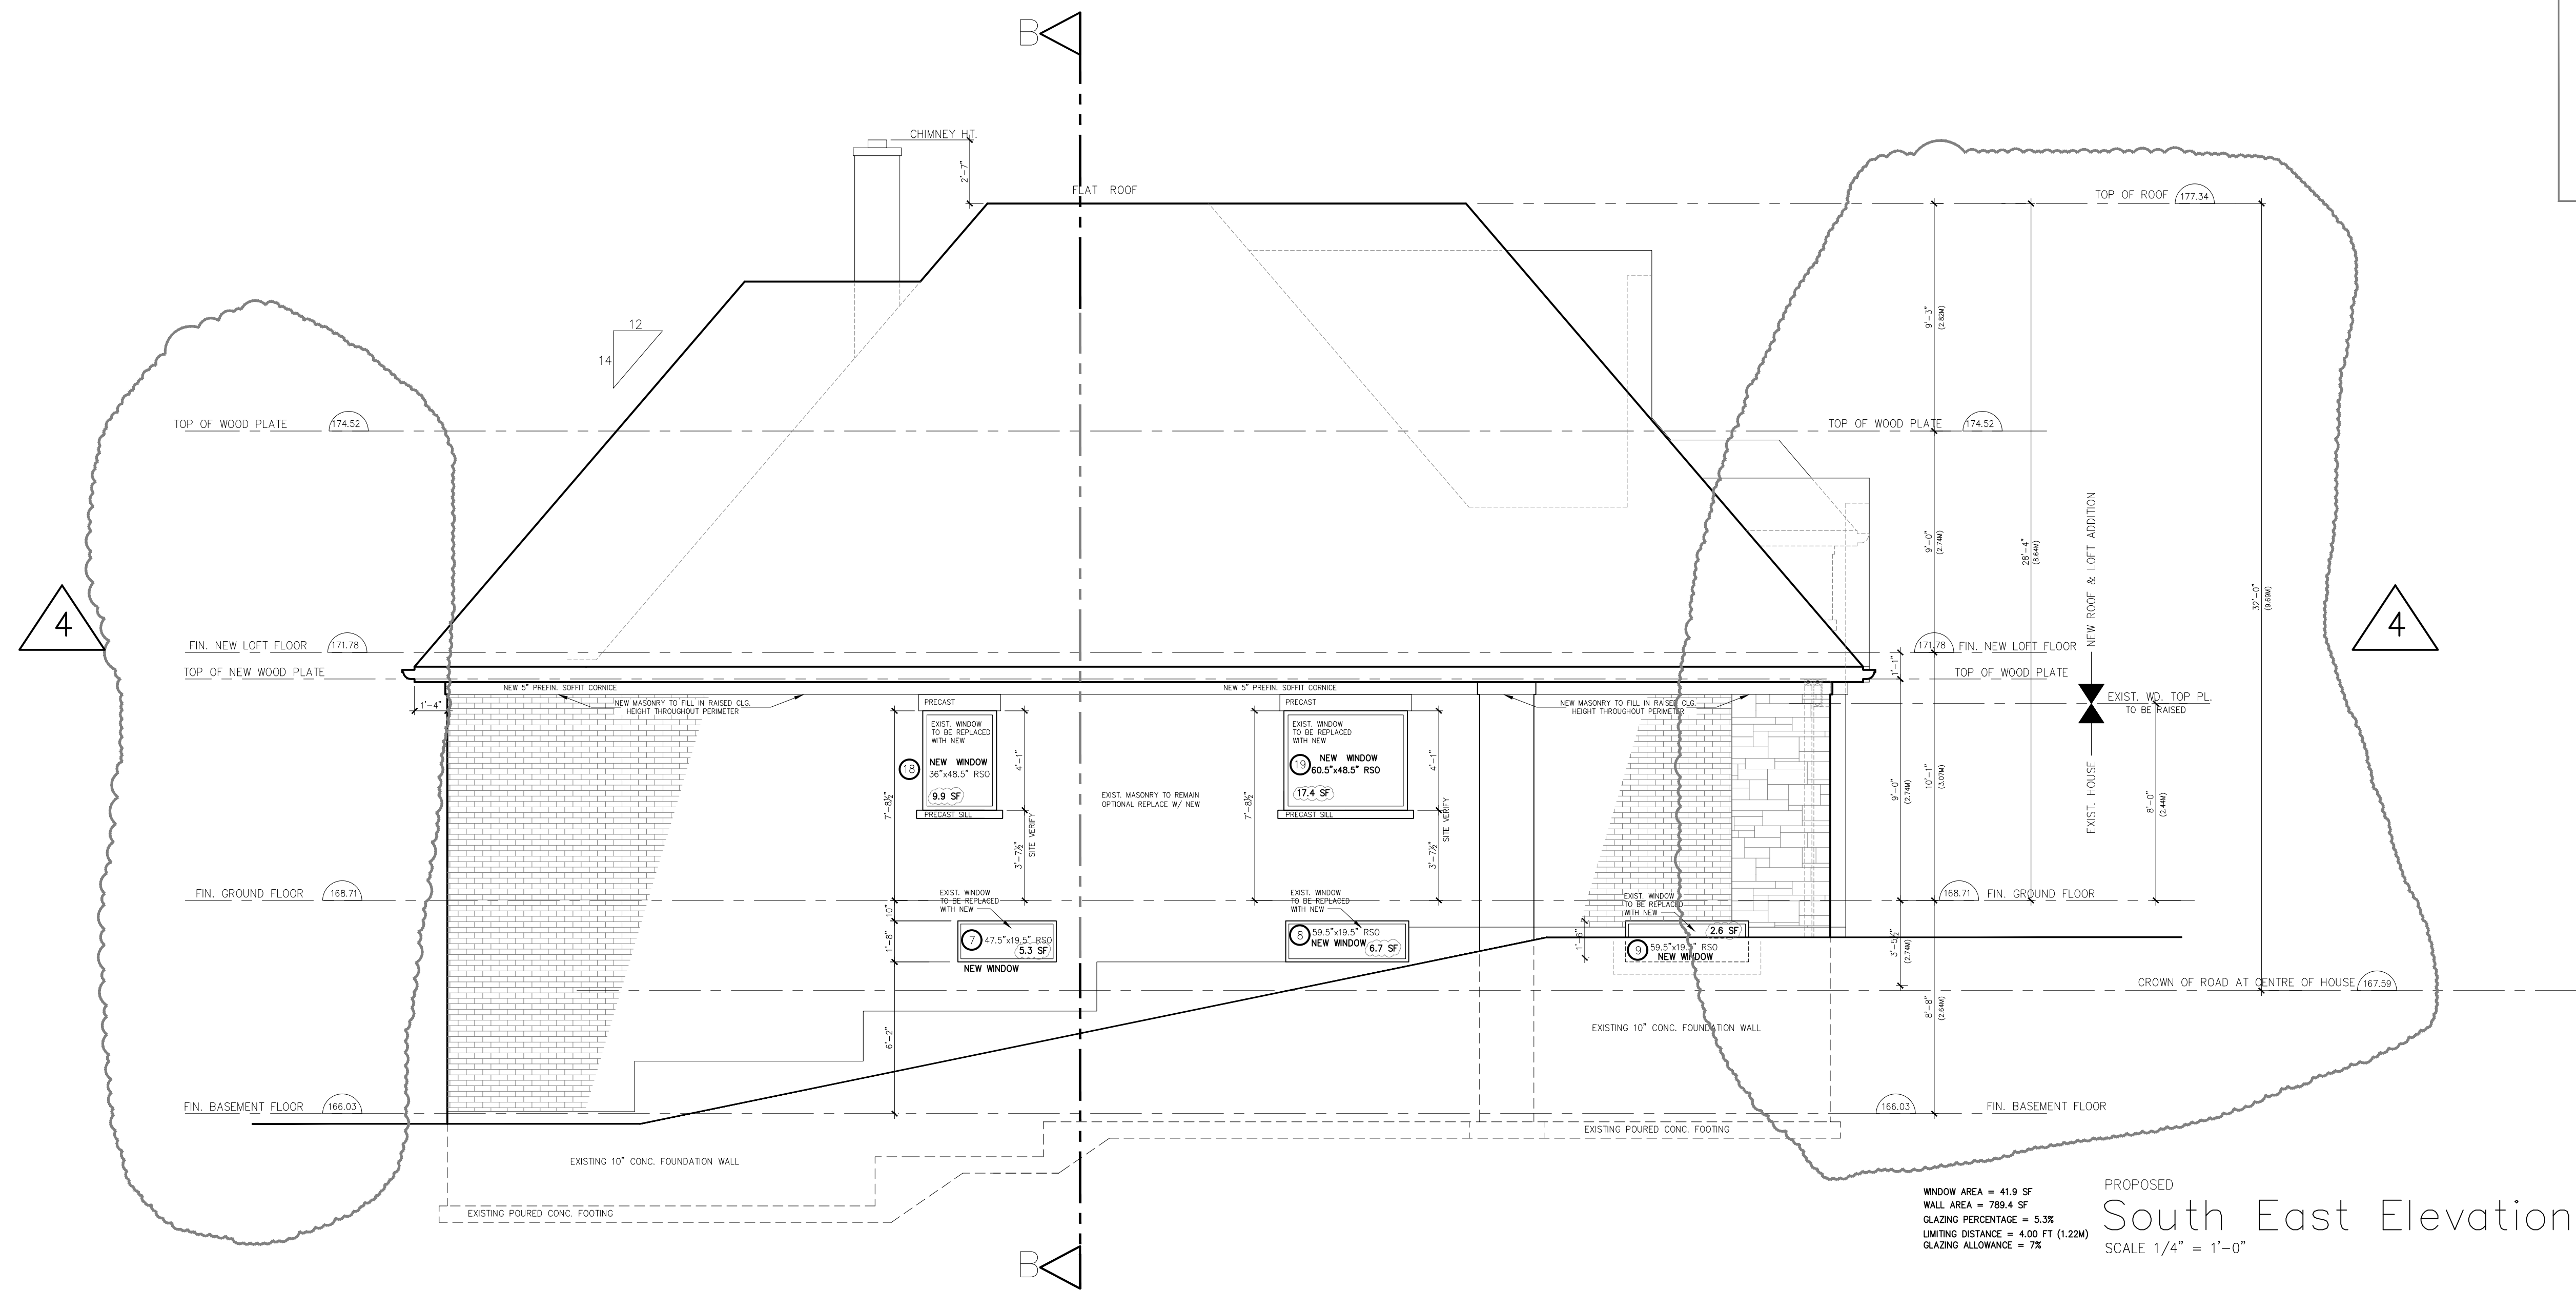 B
CHIMNEY HT.
2'-7"
FLAT ROOF
TOP OF ROOF 177.34
12
14
9'-3"
(2.82M)
TOP OF WOOD PLATE 174.52
TOP OF WOOD PLATE 174.52
9'-0"
(2.74M)
28'-4"
(8.64M)
NEW ROOF & LOFT ADDITION
32'-0"
(9.69M)
4
4
FIN. NEW LOFT FLOOR 171.78
171.78 FIN. NEW LOFT FLOOR
TOP OF NEW WOOD PLATE
1'-1"
TOP OF WOOD PLATE
NEW 5" PREFIN. SOFFIT CORNICE
NEW 5" PREFIN. SOFFIT CORNICE
EXIST. WD. TOP PL.
TO BE RAISED
1'-4"
NEW MASONRY TO FILL IN RAISED CLG.
HEIGHT THROUGHOUT PERIMETER
PRECAST
PRECAST
NEW MASONRY TO FILL IN RAISED CLG.
HEIGHT THROUGHOUT PERIMETER
EXIST. WINDOW
TO BE REPLACED
WITH NEW
18
NEW WINDOW
36"x48.5" RSO
9.9 SF
PRECAST SILL
7'-8½"
4'-1"
3'-7½"
SITE VERIFY
EXIST. MASONRY TO REMAIN
OPTIONAL REPLACE W/ NEW
EXIST. WINDOW
TO BE REPLACED
WITH NEW
19
NEW WINDOW
60.5"x48.5" RSO
17.4 SF
PRECAST SILL
7'-8½"
4'-1"
3'-7½"
SITE VERIFY
9'-0"
(2.74M)
10'-1"
(3.07M)
EXIST. HOUSE
8'-0"
(2.44M)
FIN. GROUND FLOOR 168.71
168.71 FIN. GROUND FLOOR
EXIST. WINDOW
TO BE REPLACED
WITH NEW
10"
1'-8"
7
47.5"x19.5" RSO
5.3 SF
NEW WINDOW
EXIST. WINDOW
TO BE REPLACED
WITH NEW
8
59.5"x19.5" RSO
NEW WINDOW
6.7 SF
EXIST. WINDOW
TO BE REPLACED
WITH NEW
1'-6"
2.6 SF
9
59.5"x19.5" RSO
NEW WINDOW
3'-5½"
(2.74M)
CROWN OF ROAD AT CENTRE OF HOUSE 167.59
8'-8"
(2.64M)
6'-2"
EXISTING 10" CONC. FOUNDATION WALL
FIN. BASEMENT FLOOR 166.03
166.03 FIN. BASEMENT FLOOR
EXISTING POURED CONC. FOOTING
EXISTING 10" CONC. FOUNDATION WALL
EXISTING POURED CONC. FOOTING
B
WINDOW AREA = 41.9 SF
WALL AREA = 789.4 SF
GLAZING PERCENTAGE = 5.3%
LIMITING DISTANCE = 4.00 FT (1.22M)
GLAZING ALLOWANCE = 7%
PROPOSED
South East Elevation
SCALE 1/4" = 1'-0"